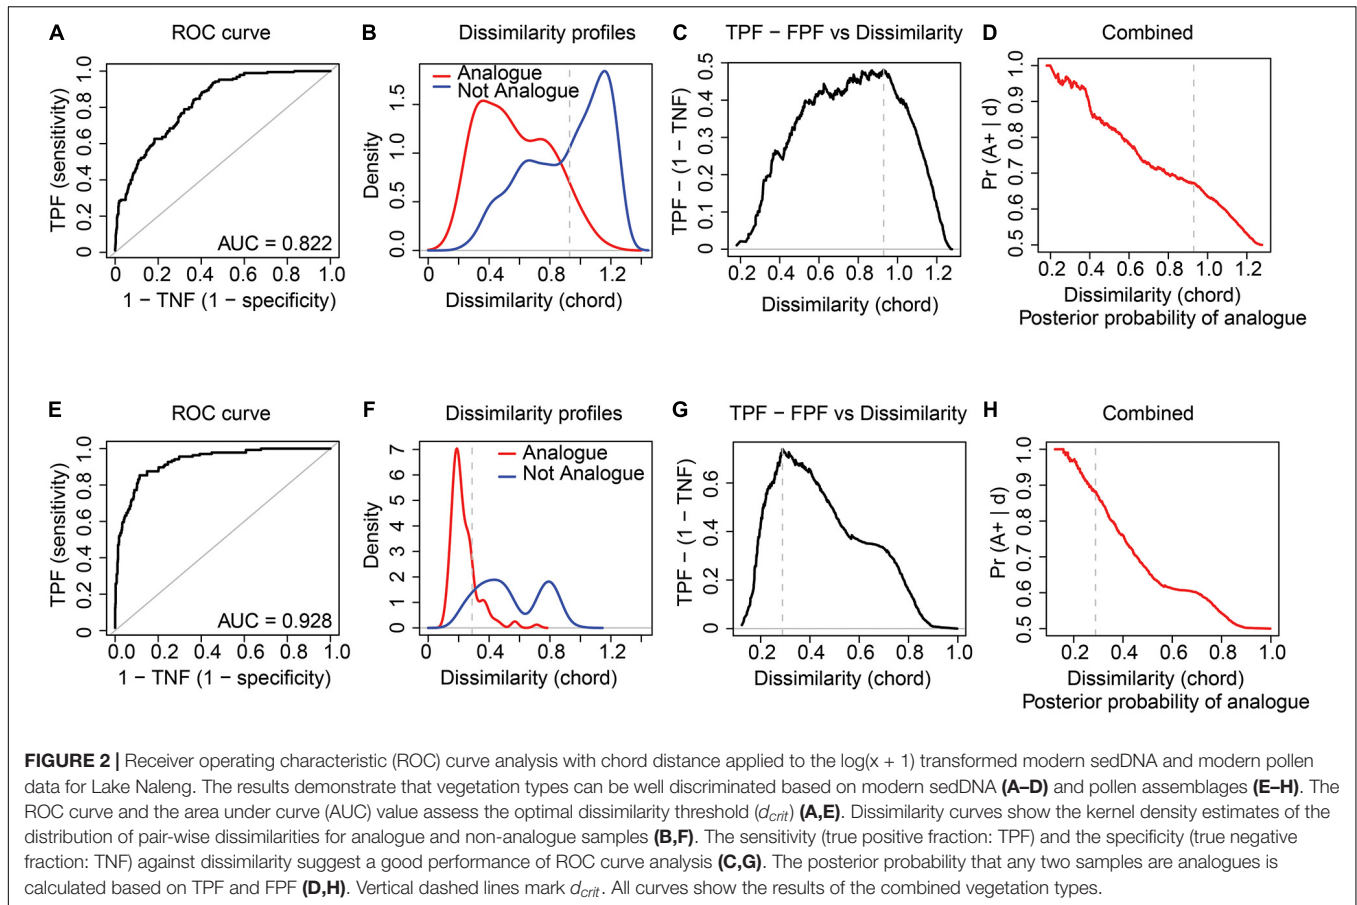 A ROC curve
TPF (sensitivity)
0 0.2 0.4 0.6 0.8 1.0
AUC = 0.822
0 0.2 0.4 0.6 0.8 1.0
1 − TNF (1 − specificity)
B Dissimilarity profiles
Analogue
Not Analogue
Density
0.0 0.5 1.0 1.5
0 0.4 0.8 1.2
Dissimilarity (chord)
C TPF − FPF vs Dissimilarity
TPF − (1 − TNF)
0 0.1 0.2 0.3 0.4 0.5
0.2 0.4 0.6 0.8 1.0 1.2
Dissimilarity (chord)
D Combined
Pr (A+ | d)
0.5 0.6 0.7 0.8 0.9 1.0
0.2 0.4 0.6 0.8 1.0 1.2
Dissimilarity (chord)
Posterior probability of analogue
E ROC curve
TPF (sensitivity)
0 0.2 0.4 0.6 0.8 1.0
AUC = 0.928
0 0.2 0.4 0.6 0.8 1.0
1 − TNF (1 − specificity)
F Dissimilarity profiles
Analogue
Not Analogue
Density
0 1 2 3 4 5 6 7
0 0.4 0.8 1.2
Dissimilarity (chord)
G TPF − FPF vs Dissimilarity
TPF − (1 − TNF)
0 0.2 0.4 0.6
0.2 0.4 0.6 0.8 1.0
Dissimilarity (chord)
H Combined
Pr (A+ | d)
0.5 0.6 0.7 0.8 0.9 1.0
0.2 0.4 0.6 0.8 1.0
Dissimilarity (chord)
Posterior probability of analogue
FIGURE 2 | Receiver operating characteristic (ROC) curve analysis with chord distance applied to the log(x + 1) transformed modern sedDNA and modern pollen
data for Lake Naleng. The results demonstrate that vegetation types can be well discriminated based on modern sedDNA (A–D) and pollen assemblages (E–H). The
ROC curve and the area under curve (AUC) value assess the optimal dissimilarity threshold (dcrit) (A,E). Dissimilarity curves show the kernel density estimates of the
distribution of pair-wise dissimilarities for analogue and non-analogue samples (B,F). The sensitivity (true positive fraction: TPF) and the specificity (true negative
fraction: TNF) against dissimilarity suggest a good performance of ROC curve analysis (C,G). The posterior probability that any two samples are analogues is
calculated based on TPF and FPF (D,H). Vertical dashed lines mark dcrit. All curves show the results of the combined vegetation types.